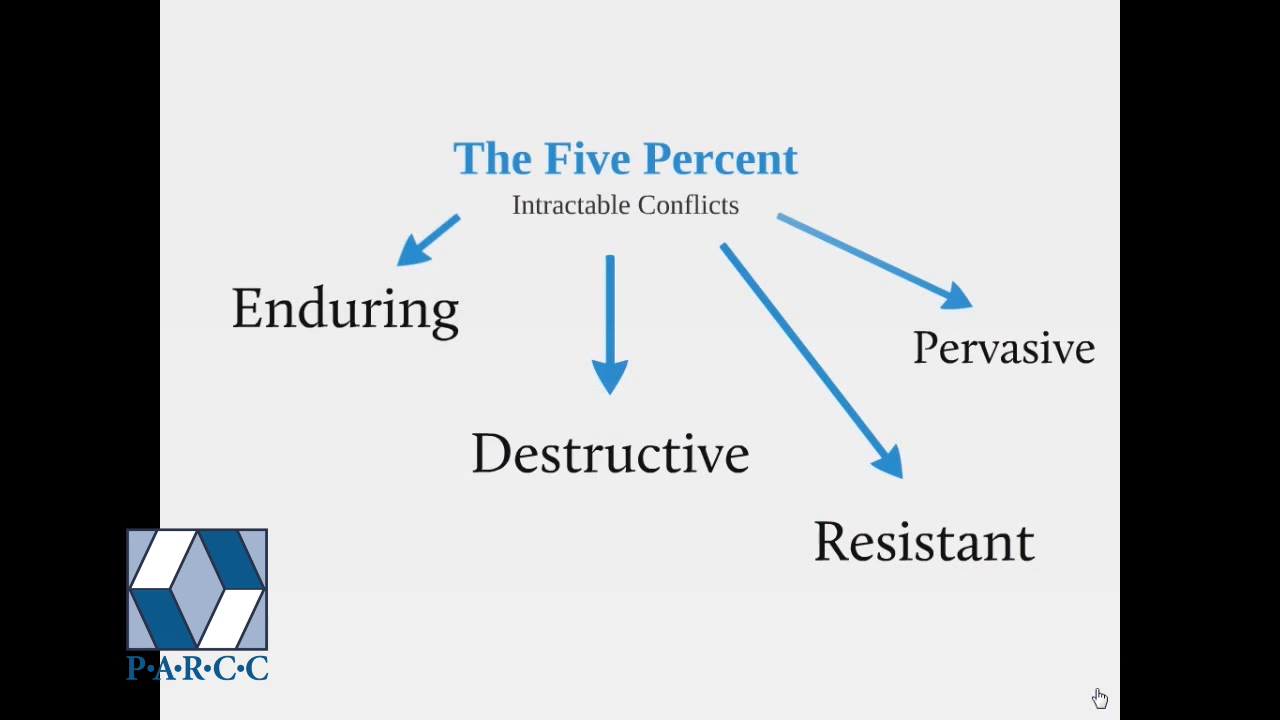 The Five Percent
Intractable Conflicts
Enduring
Pervasive
Destructive
Resistant
P·A·R·C·C